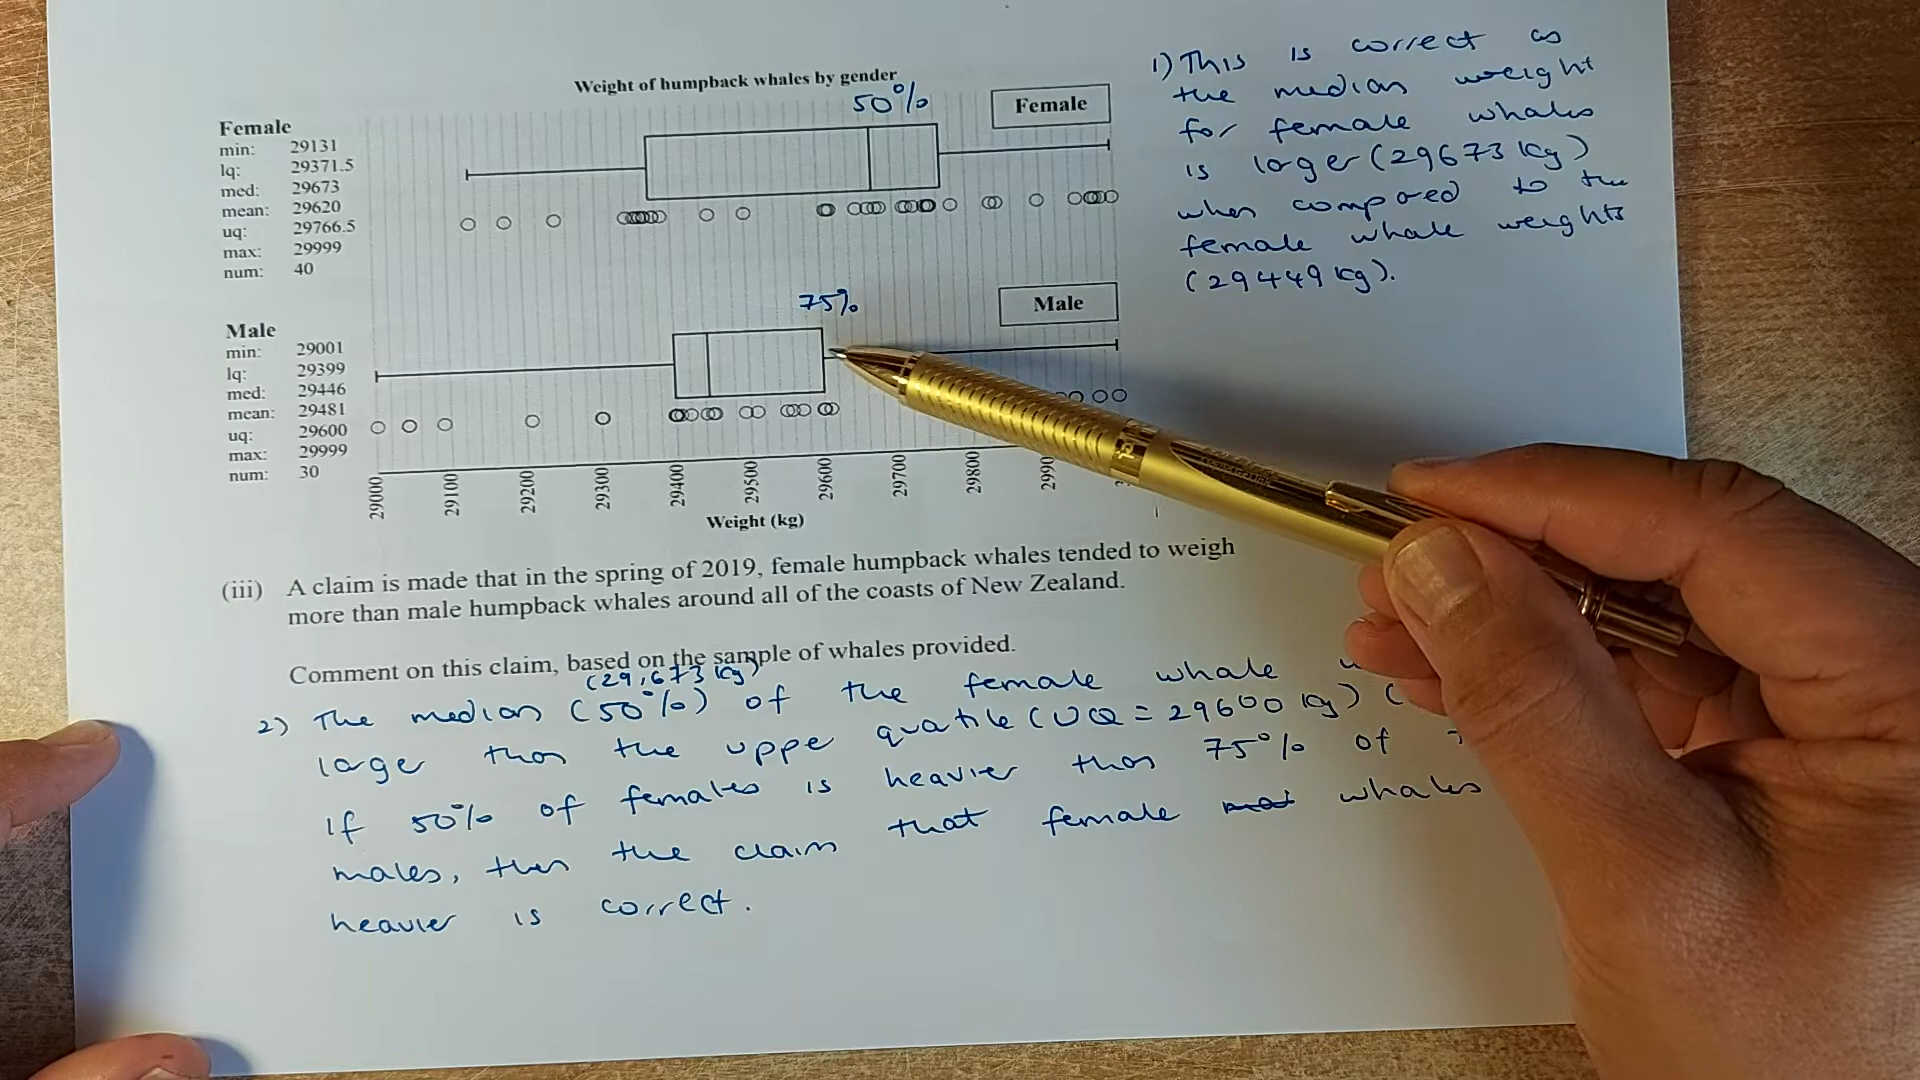 Weight of humpback whales by gender
50%
Female
Female
min: 29131
lq: 29371.5
med: 29673
mean: 29620
uq: 29766.5
max: 29999
num: 40
75%
Male
Male
min: 29001
lq: 29399
med: 29446
mean: 29481
uq: 29600
max: 29999
num: 30
29000 29100 29200 29300 29400 29500 29600 29700 29800 2990
Weight (kg)
1) This is correct as
the median weight
for female whales
is larger (29673 kg)
when compared to the
female whale weights
(29449 kg).
(iii) A claim is made that in the spring of 2019, female humpback whales tended to weigh
more than male humpback whales around all of the coasts of New Zealand.
Comment on this claim, based on the sample of whales provided.
(29,673 kg)
2) The median (50%) of the female whale
large than the uppe quatile (UQ = 29600 kg) (
If 50% of females is heavier than 75% of
males, then the claim that female whales
heavier is correct.